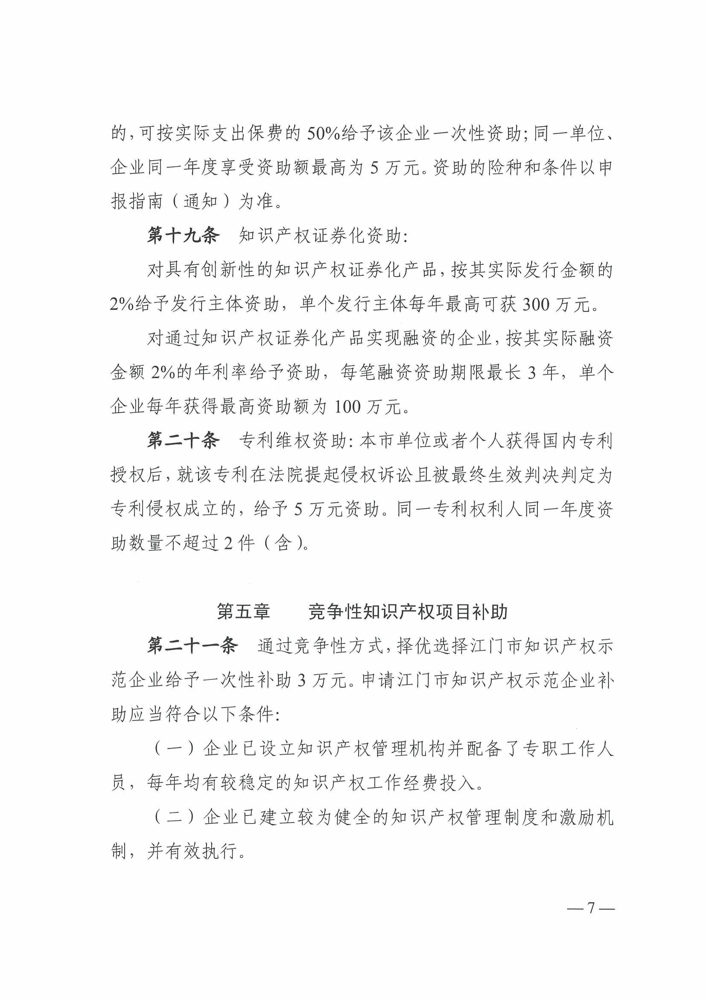 的,可按实际支出保费的 50%给予该企业一次性资助;同一单位、
企业同一年度享受资助额最高为 5 万元。资助的险种和条件以申
报指南（通知）为准。
第十九条 知识产权证券化资助:
对具有创新性的知识产权证券化产品,按其实际发行金额的
2%给予发行主体资助，单个发行主体每年最高可获 300 万元。
对通过知识产权证券化产品实现融资的企业,按其实际融资
金额 2%的年利率给予资助，每笔融资资助期限最长 3 年，单个
企业每年获得最高资助额为 100 万元。
第二十条 专利维权资助:本市单位或者个人获得国内专利
授权后,就该专利在法院提起侵权诉讼且被最终生效判决判定为
专利侵权成立的，给予 5 万元资助。同一专利权利人同一年度资
助数量不超过 2 件（含）。
第五章 竞争性知识产权项目补助
第二十一条 通过竞争性方式,择优选择江门市知识产权示
范企业给予一次性补助 3 万元。申请江门市知识产权示范企业补
助应当符合以下条件:
（一）企业已设立知识产权管理机构并配备了专职工作人
员，每年均有较稳定的知识产权工作经费投入。
（二）企业已建立较为健全的知识产权管理制度和激励机
制，并有效执行。
— 7 —